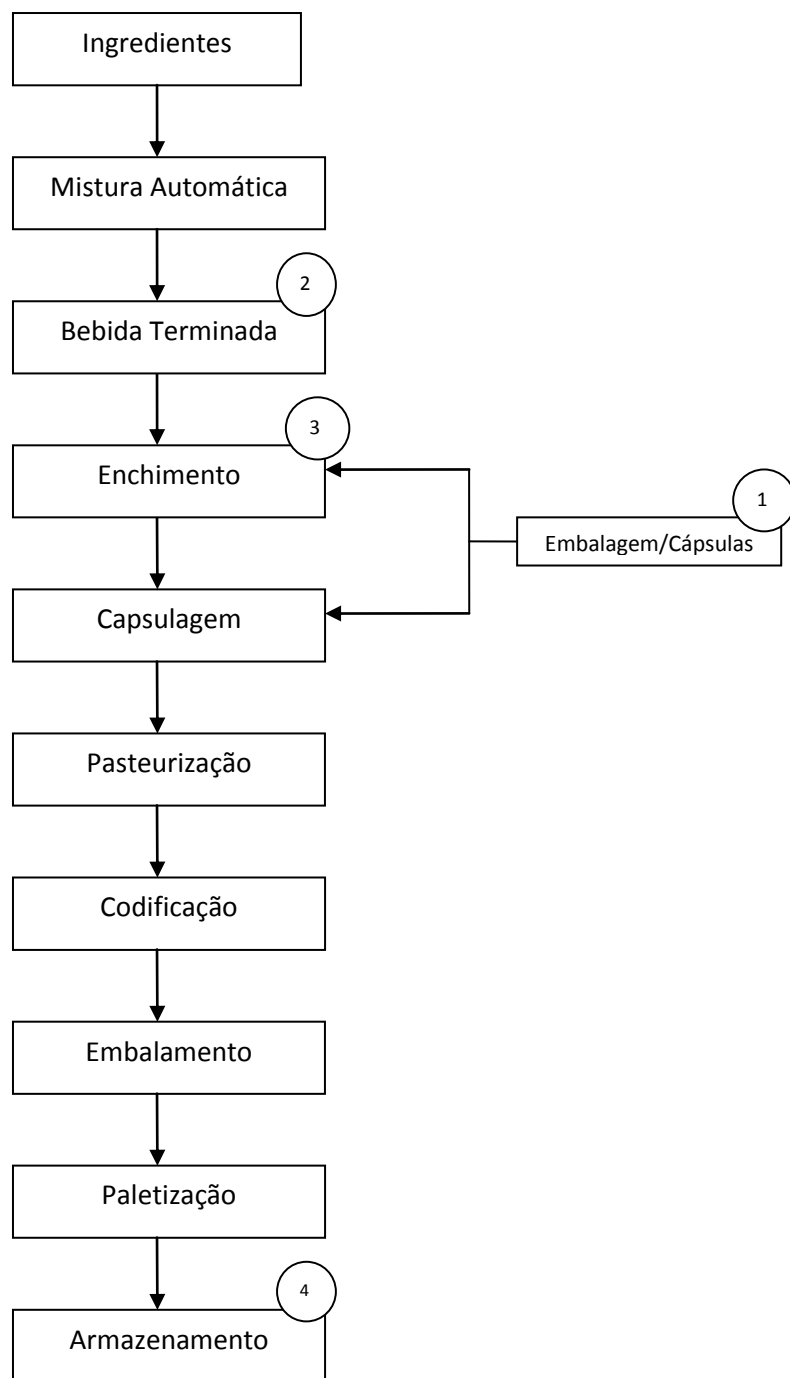 Ingredientes
Mistura Automática
2
Bebida Terminada
3
Enchimento
1
Embalagem/Cápsulas
Capsulagem
Pasteurização
Codificação
Embalamento
Paletização
4
Armazenamento